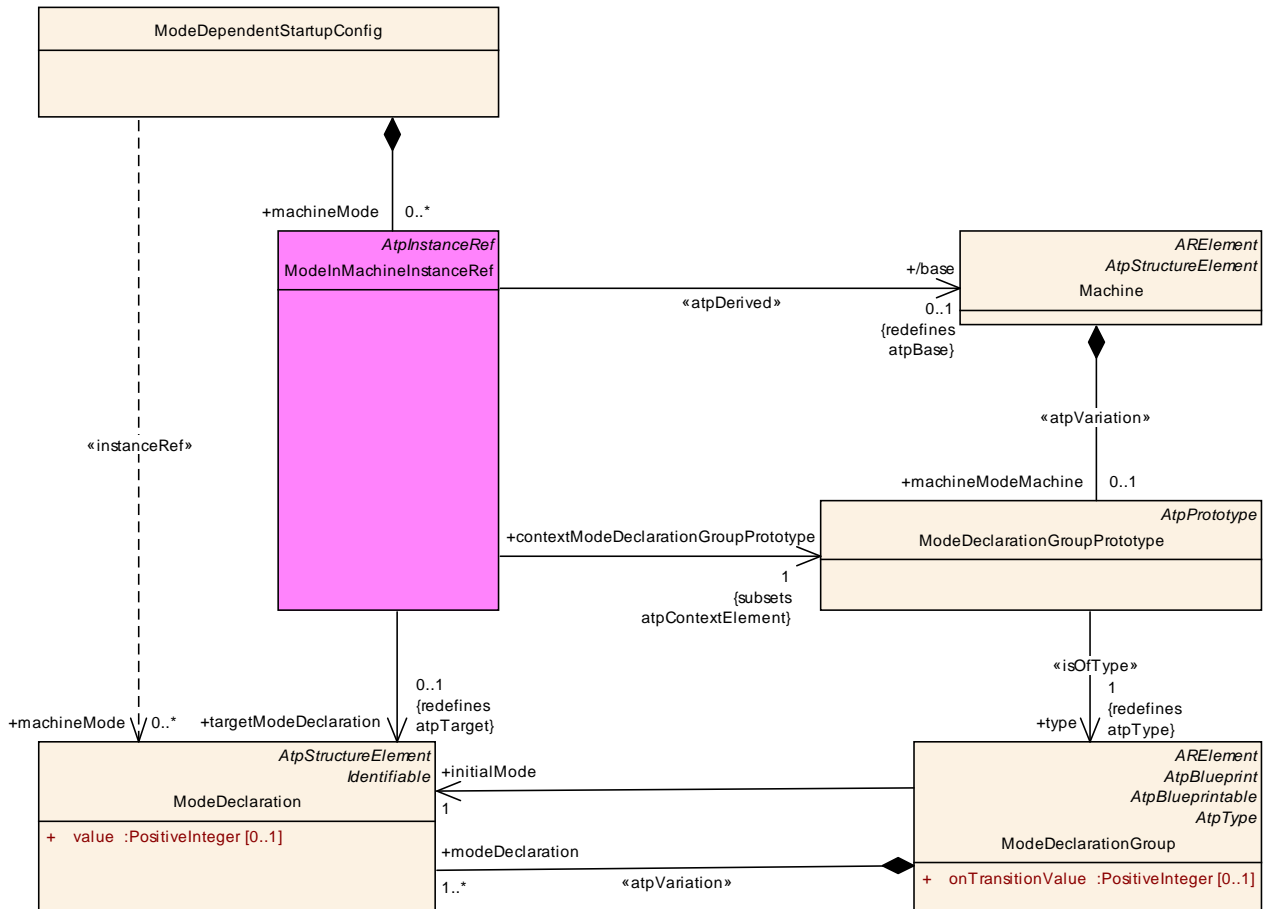 ModeDependentStartupConfig
+machineMode 0..*
AtpInstanceRef
ModeInMachineInstanceRef
ARElement
AtpStructureElement
Machine
+/base
«atpDerived»
0..1
{redefines
atpBase}
«atpVariation»
«instanceRef»
+machineModeMachine 0..1
AtpPrototype
ModeDeclarationGroupPrototype
+contextModeDeclarationGroupPrototype
1
{subsets
atpContextElement}
«isOfType»
1
{redefines
atpType}
+type
0..1
{redefines
atpTarget}
+targetModeDeclaration
+machineMode 0..*
AtpStructureElement
Identifiable
ModeDeclaration
+ value :PositiveInteger [0..1]
+initialMode
1
+modeDeclaration
1..*
«atpVariation»
ARElement
AtpBlueprint
AtpBlueprintable
AtpType
ModeDeclarationGroup
+ onTransitionValue :PositiveInteger [0..1]